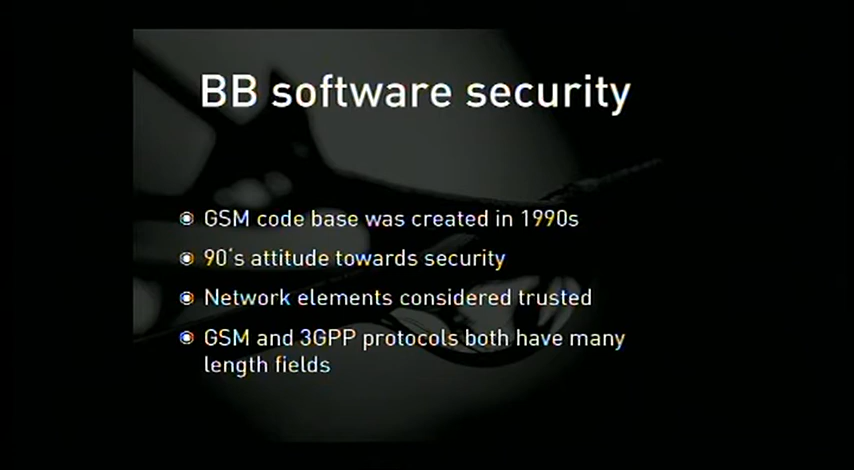 BB software security
GSM code base was created in 1990s
90's attitude towards security
Network elements considered trusted
GSM and 3GPP protocols both have many
length fields